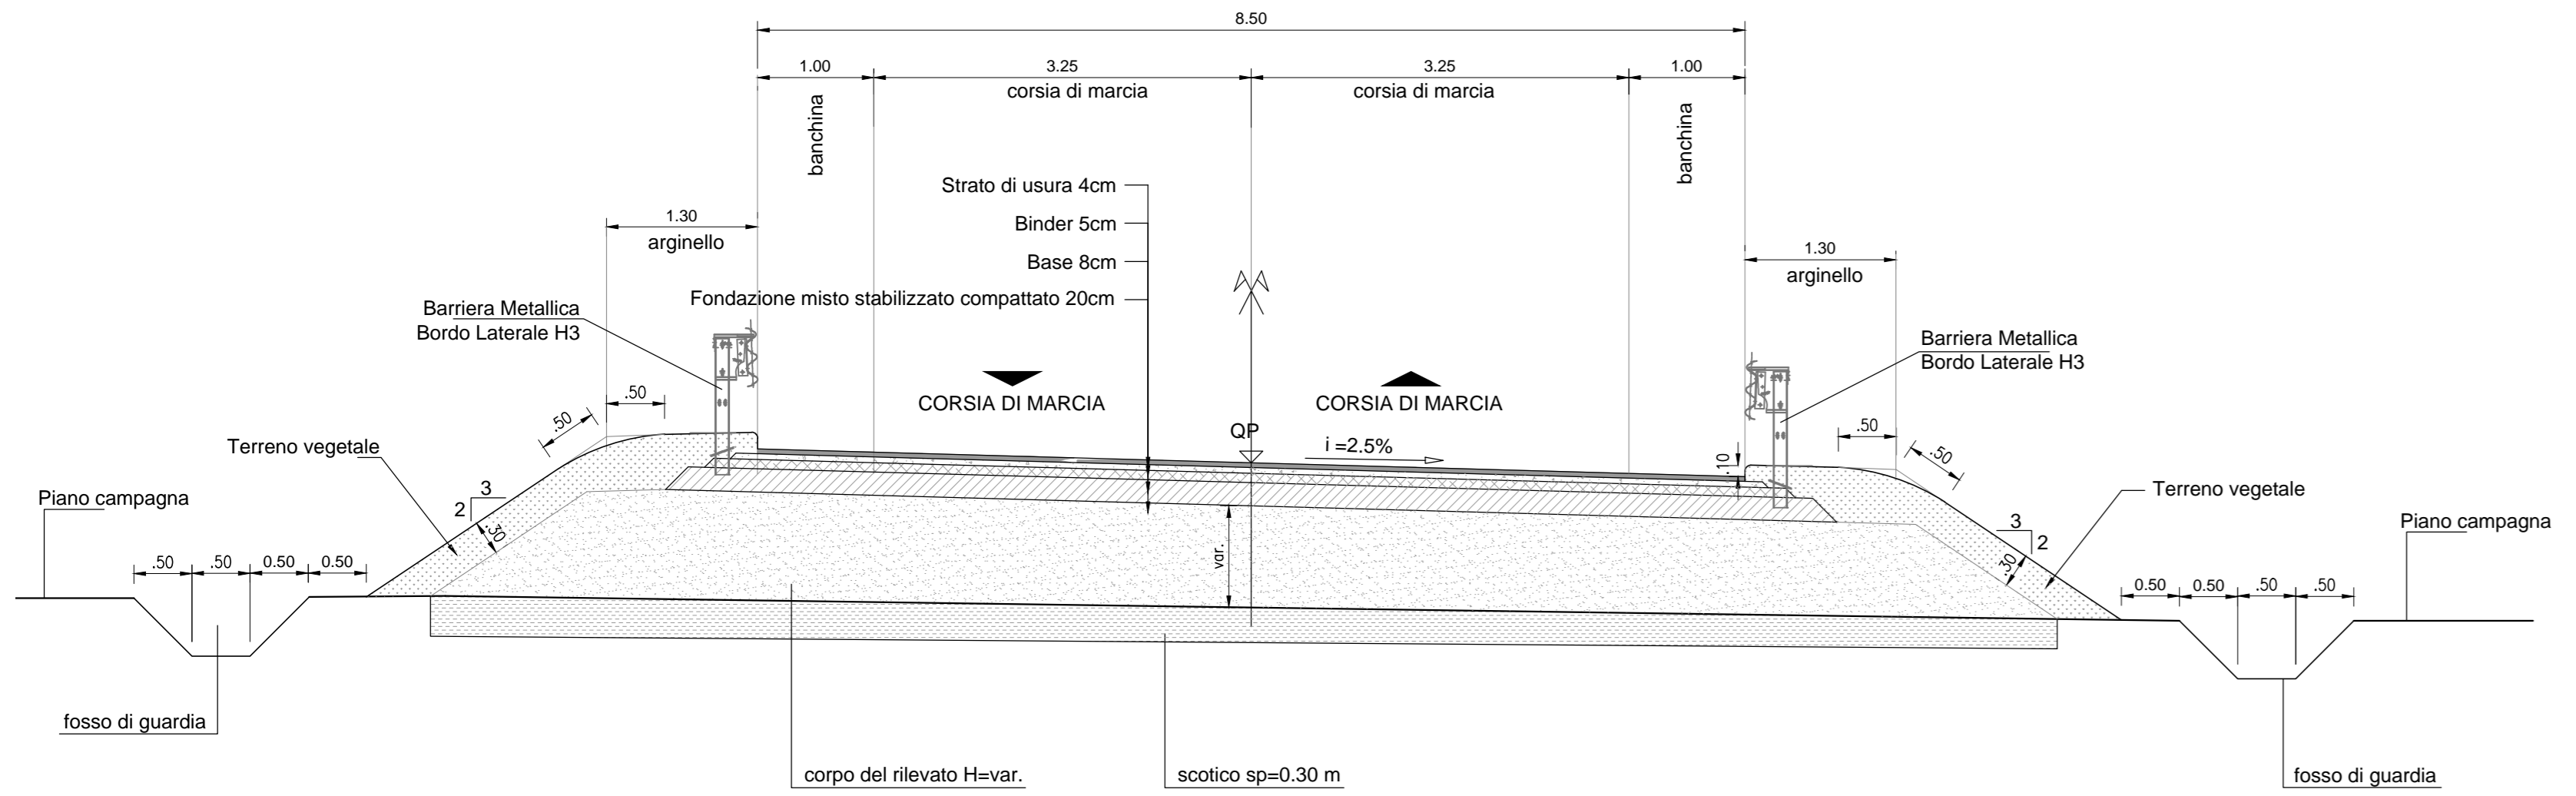 8.50
1.00
3.25
3.25
1.00
corsia di marcia
corsia di marcia
banchina
banchina
Strato di usura 4cm
Binder 5cm
Base 8cm
Fondazione misto stabilizzato compattato 20cm
1.30
arginello
1.30
arginello
Barriera Metallica
Bordo Laterale H3
Barriera Metallica
Bordo Laterale H3
CORSIA DI MARCIA
CORSIA DI MARCIA
.50
.50
.50
.50
QP
i =2.5%
.10
Terreno vegetale
Terreno vegetale
Piano campagna
Piano campagna
3
2
.30
3
2
.30
var.
.50
.50
0.50
0.50
0.50
0.50
.50
.50
fosso di guardia
corpo del rilevato H=var.
scotico sp=0.30 m
fosso di guardia